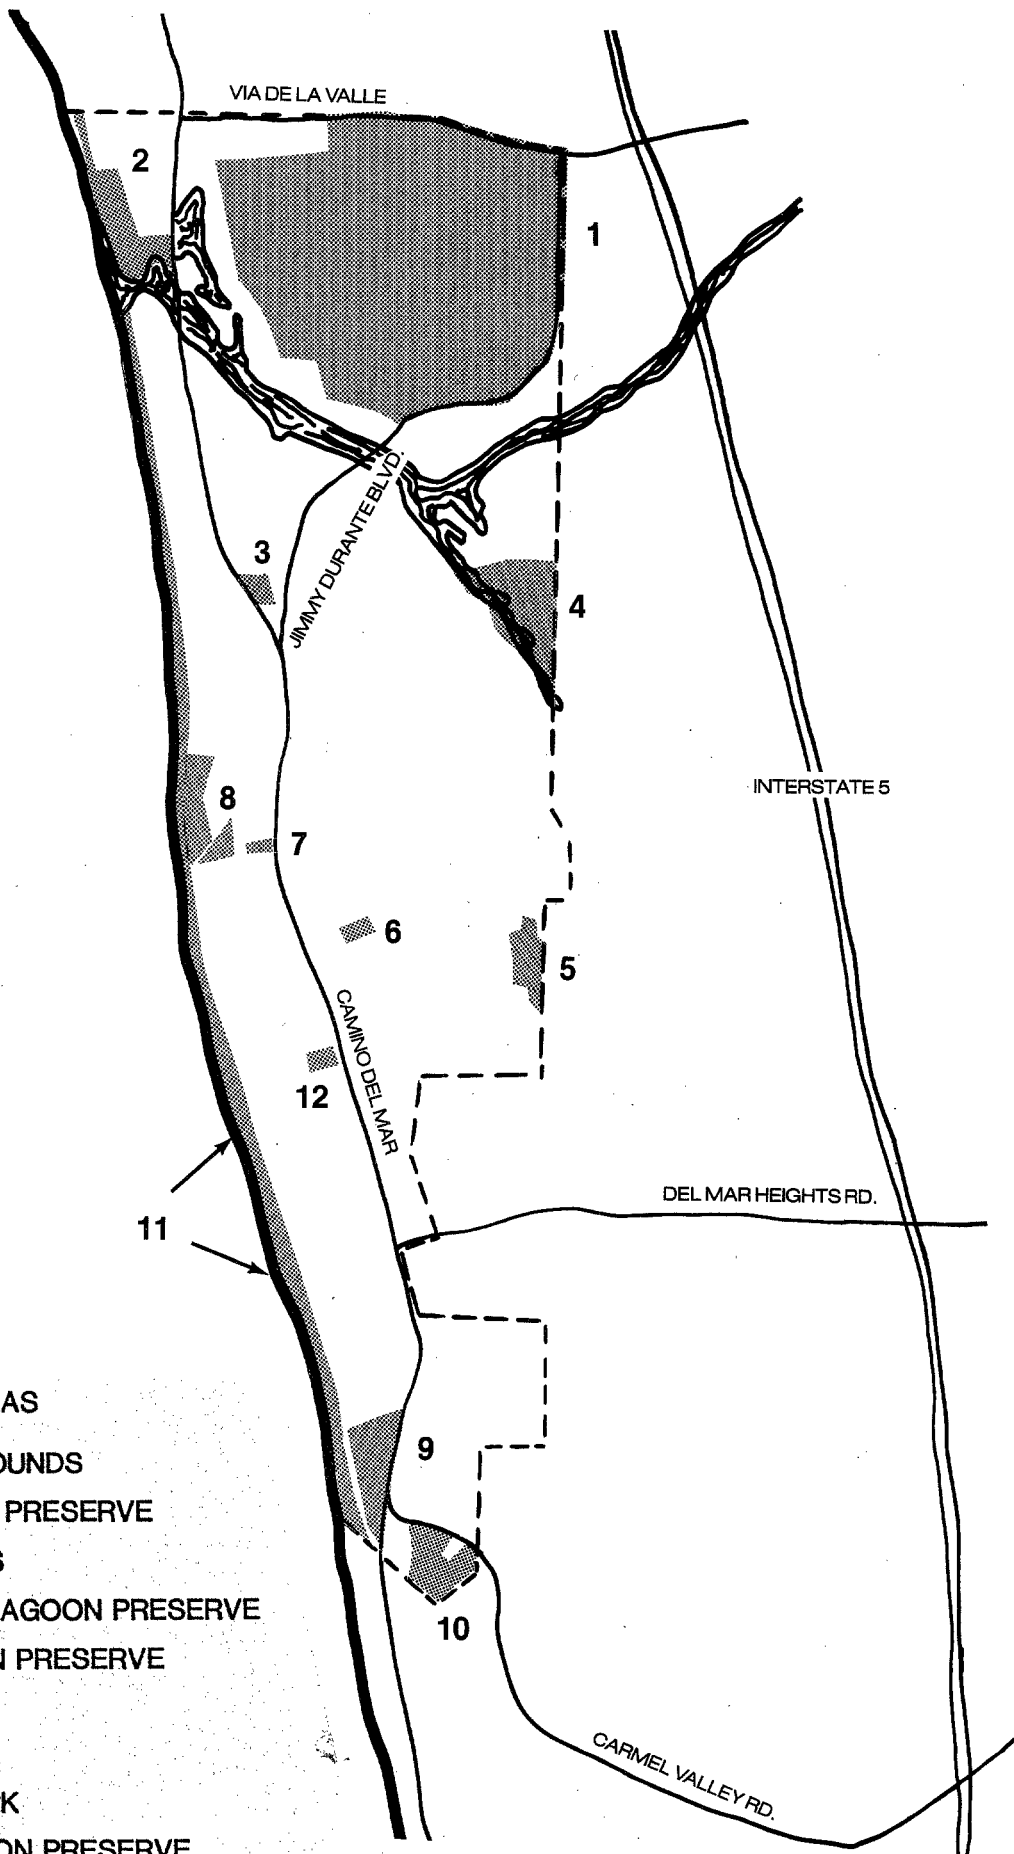 VIA DE LA VALLE
2
1
3
JIMMY DURANTE BLVD.
4
INTERSTATE 5
8
7
6
5
CAMINO DEL MAR
12
DEL MAR HEIGHTS RD.
11
AS
OUNDS
9
PRESERVE
S
AGOON PRESERVE
10
N PRESERVE
CARMEL VALLEY RD.
K
ON PRESERVE